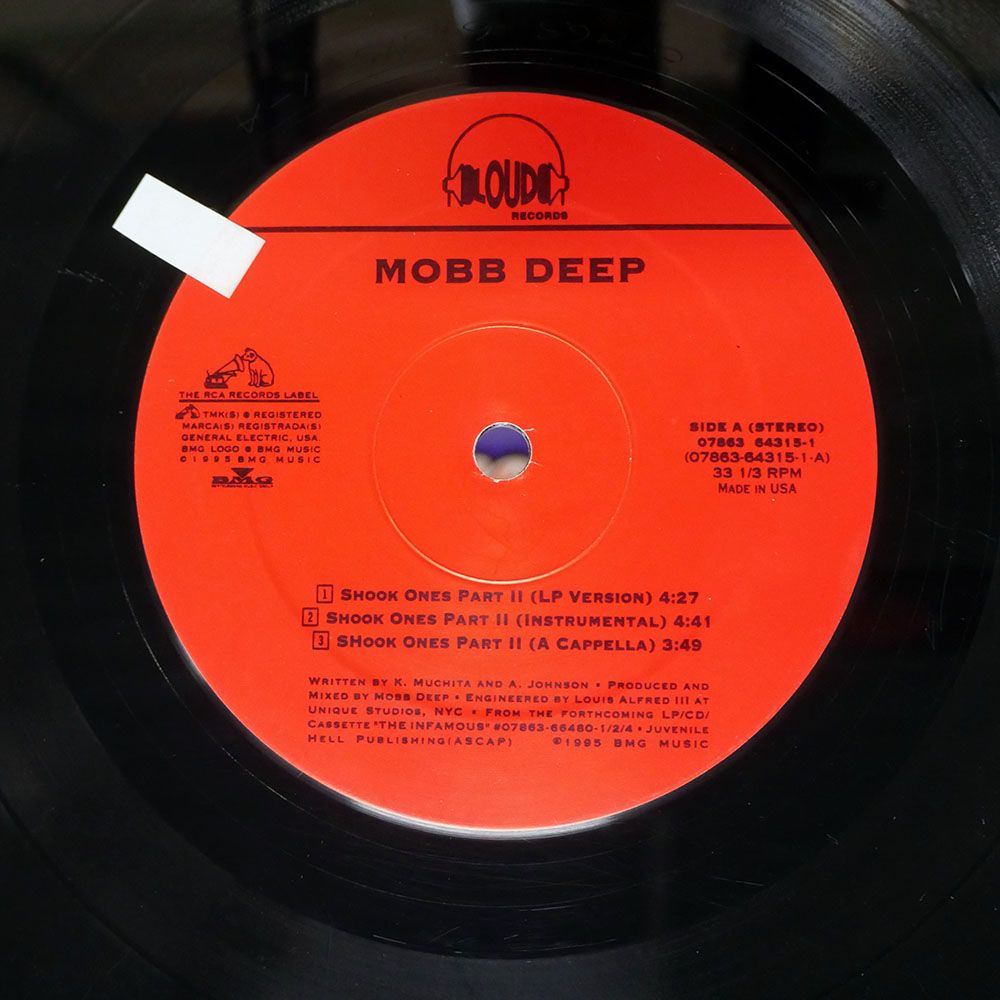 LOUD
RECORDS
MOBB DEEP
THE RCA RECORDS LABEL
TMK(S) ® REGISTERED
MARCA(S) REGISTRADA(S)
GENERAL ELECTRIC, USA.
BMG LOGO ® BMG MUSIC
©1995 BMG MUSIC
BMG
SIDE A (STEREO)
07863 64315-1
(07863-64315-1-A)
33 1/3 RPM
MADE IN USA
1 SHOOK ONES PART II (LP VERSION) 4:27
2 SHOOK ONES PART II (INSTRUMENTAL) 4:41
3 SHOOK ONES PART II (A CAPPELLA) 3:49
WRITTEN BY K. MUCHITA AND A. JOHNSON • PRODUCED AND
MIXED BY MOBB DEEP • ENGINEERED BY LOUIS ALFRED III AT
UNIQUE STUDIOS, NYC • FROM THE FORTHCOMING LP/CD/
CASSETTE "THE INFAMOUS" #07863-66480-1/2/4 • JUVENILE
HELL PUBLISHING(ASCAP) ℗1995 BMG MUSIC